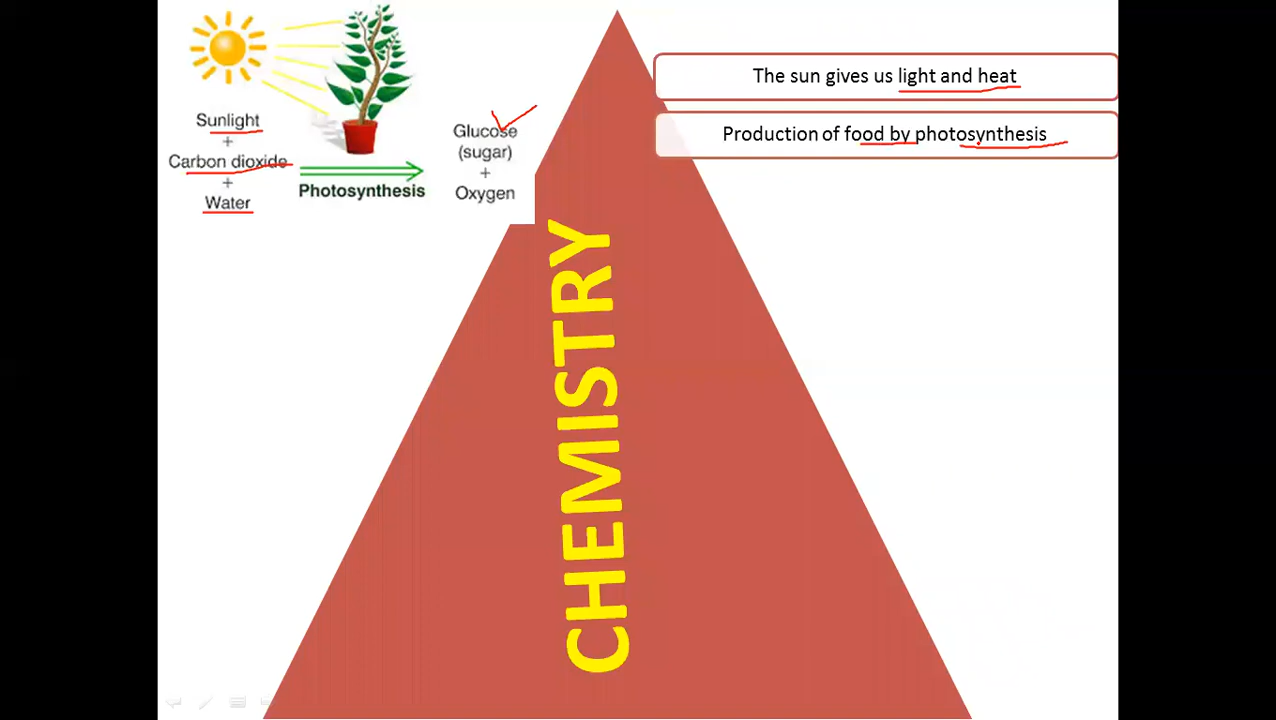 Sunlight
+
Carbon dioxide
+
Water
Photosynthesis
Glucose
(sugar)
+
Oxygen
The sun gives us light and heat
Production of food by photosynthesis
CHEMISTRY